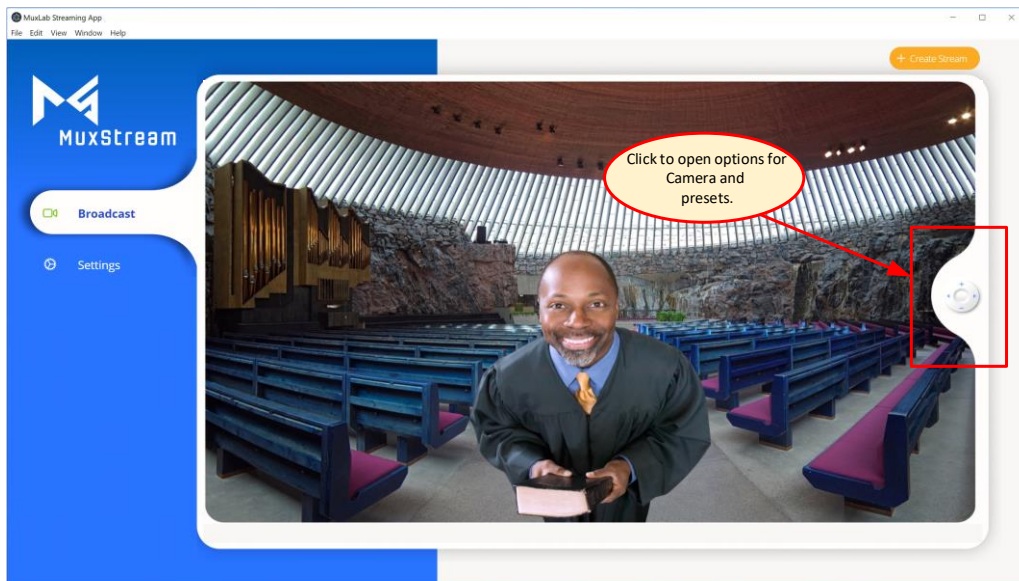 MuxLab Streaming App
File Edit View Window Help
+ Create Stream
MuxStream
Click to open options for
Camera and
presets.
Broadcast
Settings